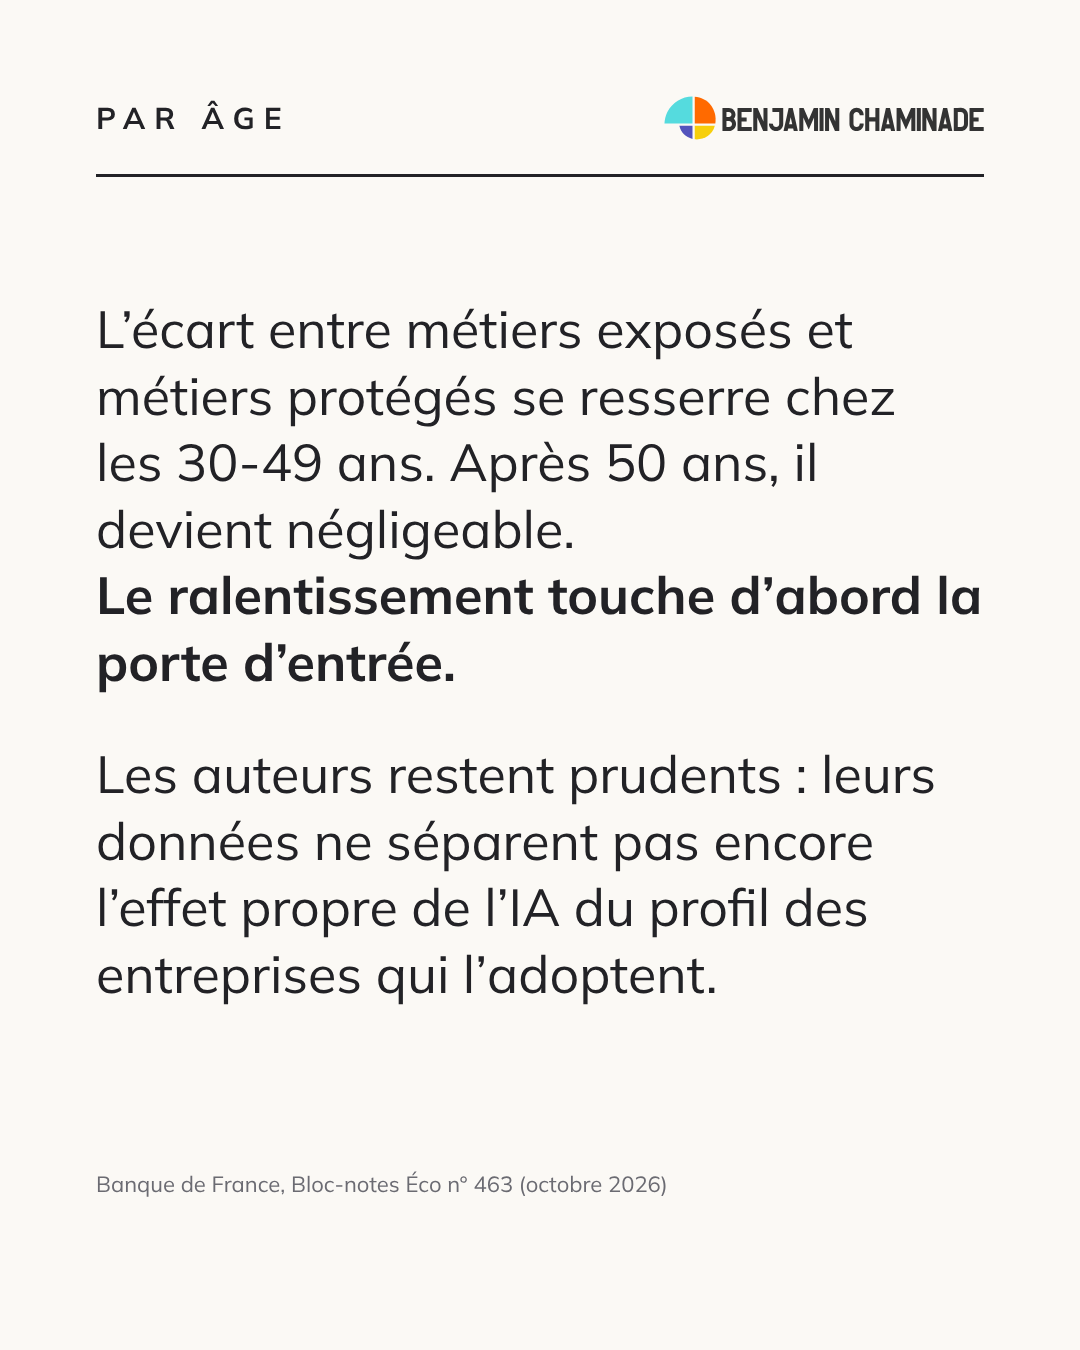 PAR ÂGE
BENJAMIN CHAMINADE
L’écart entre métiers exposés et
métiers protégés se resserre chez
les 30-49 ans. Après 50 ans, il
devient négligeable.
Le ralentissement touche d’abord la
porte d’entrée.
Les auteurs restent prudents : leurs
données ne séparent pas encore
l’effet propre de l’IA du profil des
entreprises qui l’adoptent.
Banque de France, Bloc-notes Éco n° 463 (octobre 2026)